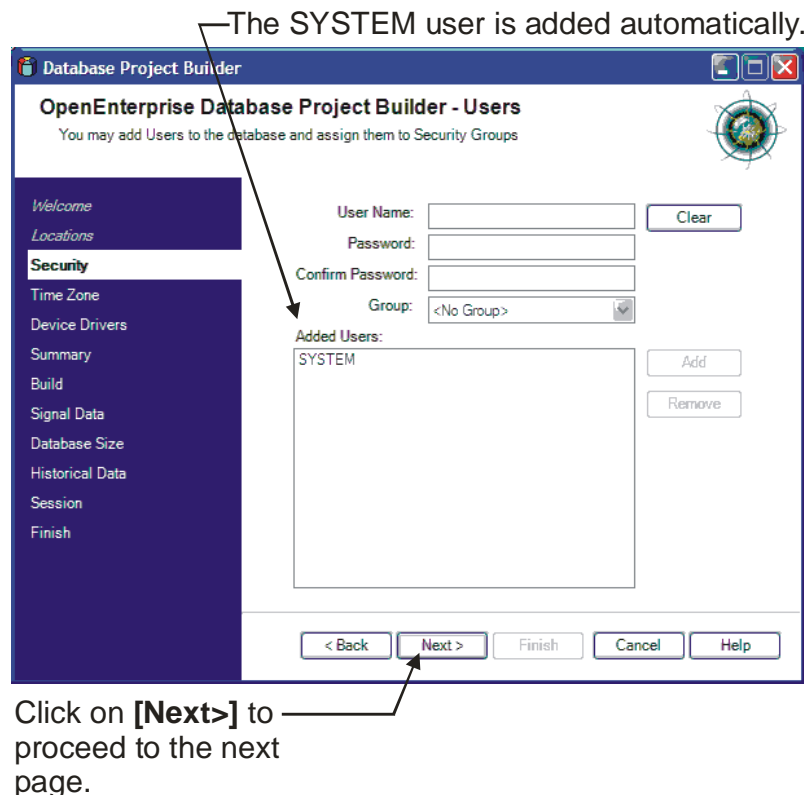 The SYSTEM user is added automatically.
Database Project Builder
OpenEnterprise Database Project Builder - Users
You may add Users to the database and assign them to Security Groups
Welcome
Locations
Security
Time Zone
Device Drivers
Summary
Build
Signal Data
Database Size
Historical Data
Session
Finish
User Name:
Clear
Password:
Confirm Password:
Group:
<No Group>
Added Users:
SYSTEM
Add
Remove
< Back
Next >
Finish
Cancel
Help
Click on [Next>] to
proceed to the next
page.